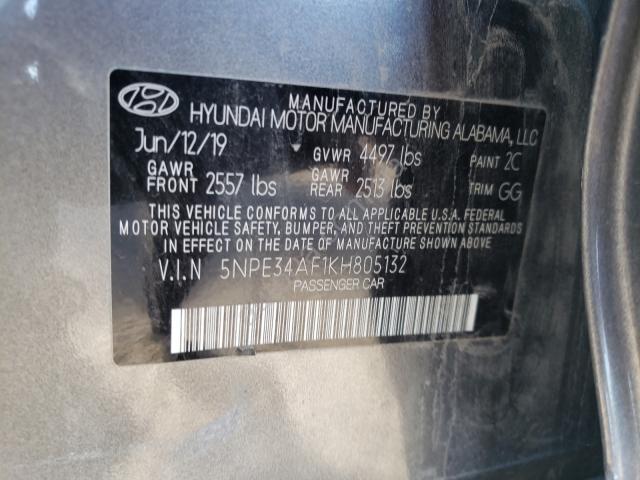 MANUFACTURED BY
HYUNDAI MOTOR MANUFACTURING ALABAMA, LLC
Jun/12/19 GVWR 4497 lbs PAINT 2C
GAWR FRONT 2557 lbs GAWR REAR 2513 lbs TRIM GG
THIS VEHICLE CONFORMS TO ALL APPLICABLE U.S.A. FEDERAL
MOTOR VEHICLE SAFETY, BUMPER, AND THEFT PREVENTION
STANDARDS IN EFFECT ON THE DATE OF MANUFACTURE SHOWN ABOVE.
V.I.N 5NPE34AF1KH805132
PASSENGER CAR